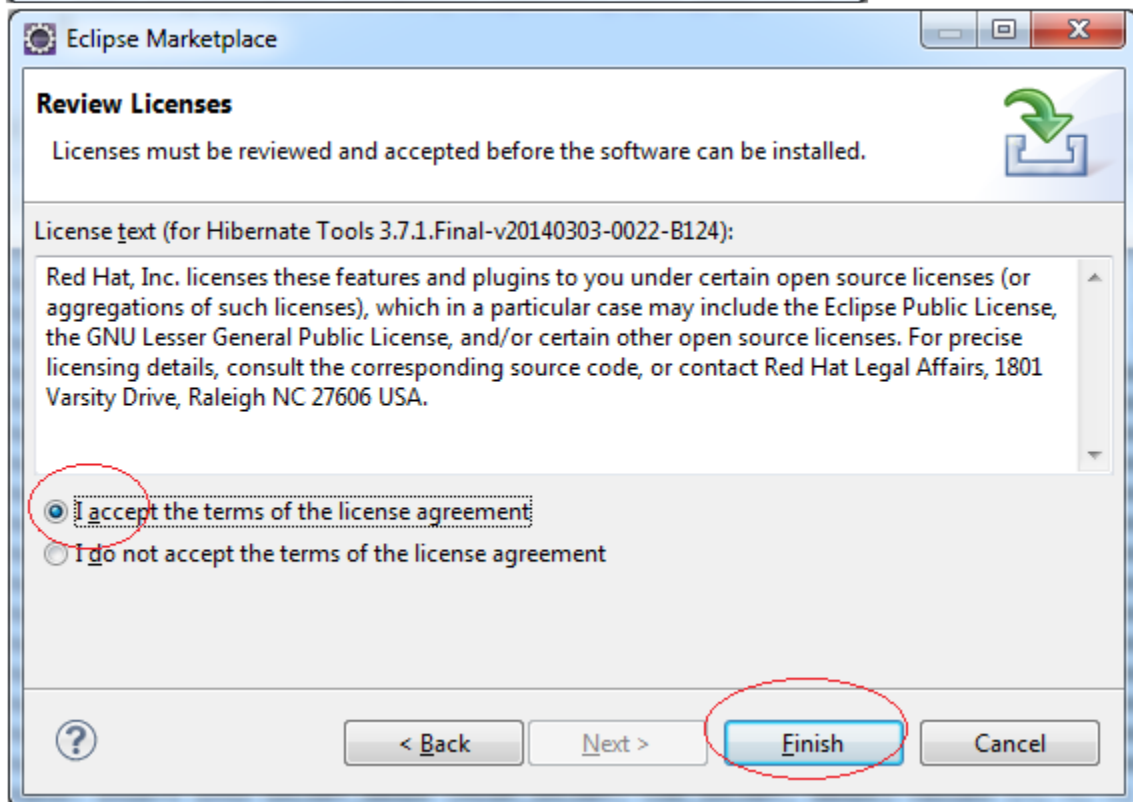 Eclipse Marketplace
Review Licenses
Licenses must be reviewed and accepted before the software can be installed.
License text (for Hibernate Tools 3.7.1.Final-v20140303-0022-B124):
Red Hat, Inc. licenses these features and plugins to you under certain open source licenses (or
aggregations of such licenses), which in a particular case may include the Eclipse Public License,
the GNU Lesser General Public License, and/or certain other open source licenses. For precise
licensing details, consult the corresponding source code, or contact Red Hat Legal Affairs, 1801
Varsity Drive, Raleigh NC 27606 USA.
I accept the terms of the license agreement
I do not accept the terms of the license agreement
? < Back Next > Finish Cancel